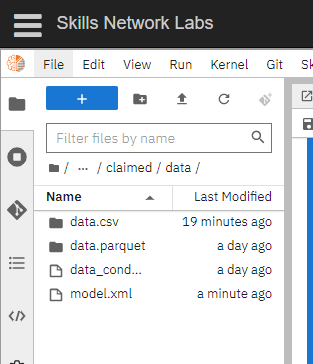 Skills Network Labs
File Edit View Run Kernel Git
Filter files by name
/ ... / claimed / data /
Name Last Modified
data.csv 19 minutes ago
data.parquet a day ago
data_cond... a day ago
model.xml a minute ago